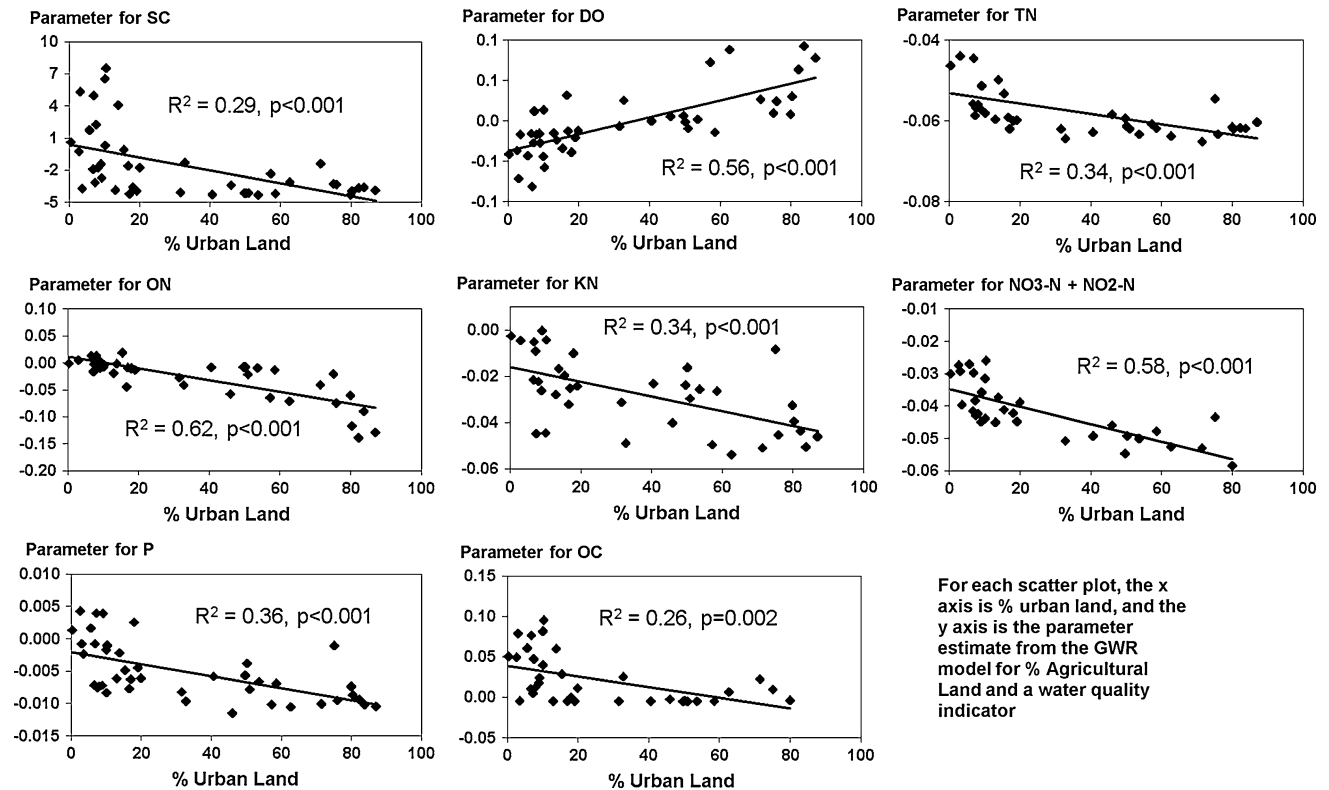 Parameter for SC
10
7
4
1
-2
-5
0
20
40
60
80
100
R² = 0.29, p<0.001
% Urban Land
Parameter for DO
0.1
0.1
0.0
-0.1
-0.1
0
20
40
60
80
100
R² = 0.56, p<0.001
% Urban Land
Parameter for TN
-0.04
-0.06
-0.08
0
20
40
60
80
100
R² = 0.34, p<0.001
% Urban Land
Parameter for ON
0.10
0.05
0.00
-0.05
-0.10
-0.15
-0.20
0
20
40
60
80
100
R² = 0.62, p<0.001
% Urban Land
Parameter for KN
0.00
-0.02
-0.04
-0.06
0
20
40
60
80
100
R² = 0.34, p<0.001
% Urban Land
Parameter for NO3-N + NO2-N
-0.01
-0.02
-0.03
-0.04
-0.05
-0.06
0
20
40
60
80
100
R² = 0.58, p<0.001
% Urban Land
Parameter for P
0.010
0.005
0.000
-0.005
-0.010
-0.015
0
20
40
60
80
100
R² = 0.36, p<0.001
% Urban Land
Parameter for OC
0.15
0.10
0.05
0.00
-0.05
0
20
40
60
80
100
R² = 0.26, p=0.002
% Urban Land
For each scatter plot, the x
axis is % urban land, and the
y axis is the parameter
estimate from the GWR
model for % Agricultural
Land and a water quality
indicator